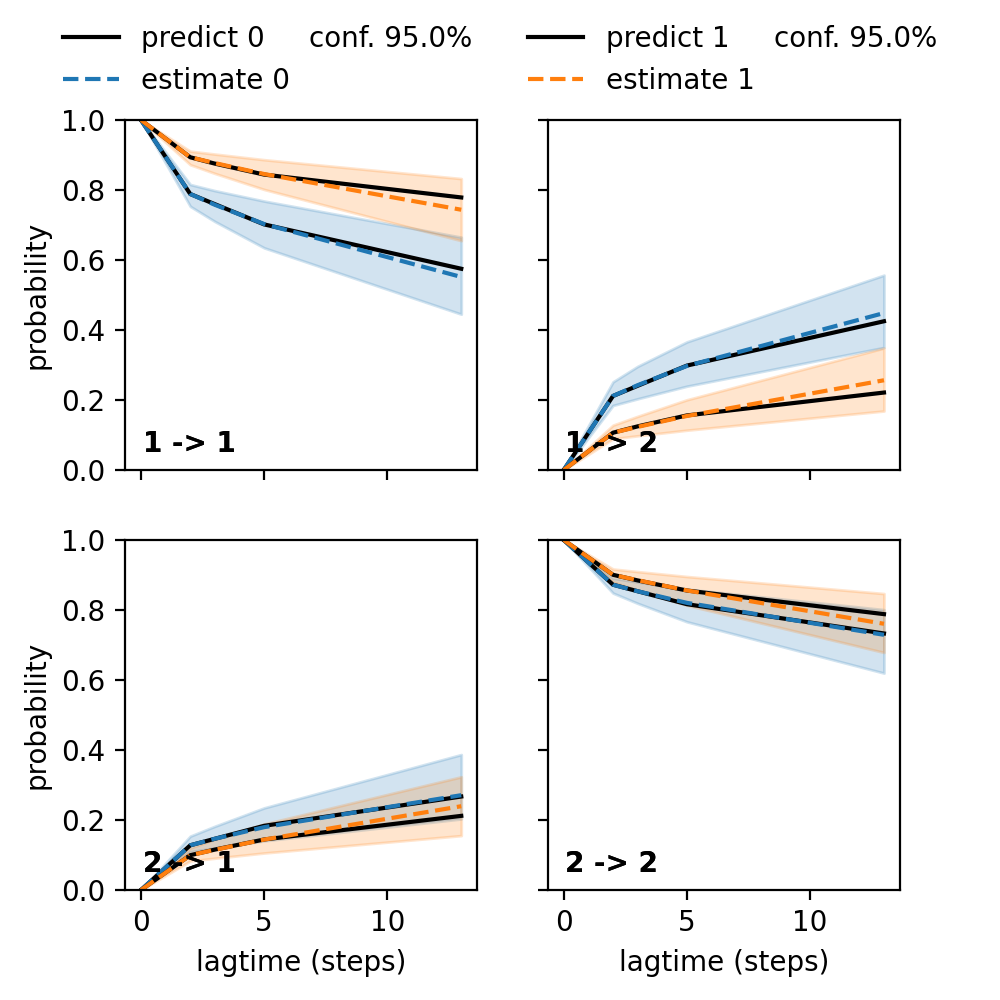 predict 0 conf. 95.0% predict 1 conf. 95.0%
estimate 0 estimate 1
1.0
0.8
0.6
0.4
0.2
0.0
probability
1 -> 1
1 -> 2
1.0
0.8
0.6
0.4
0.2
0.0
probability
2 -> 1
2 -> 2
0 5 10 0 5 10
lagtime (steps) lagtime (steps)